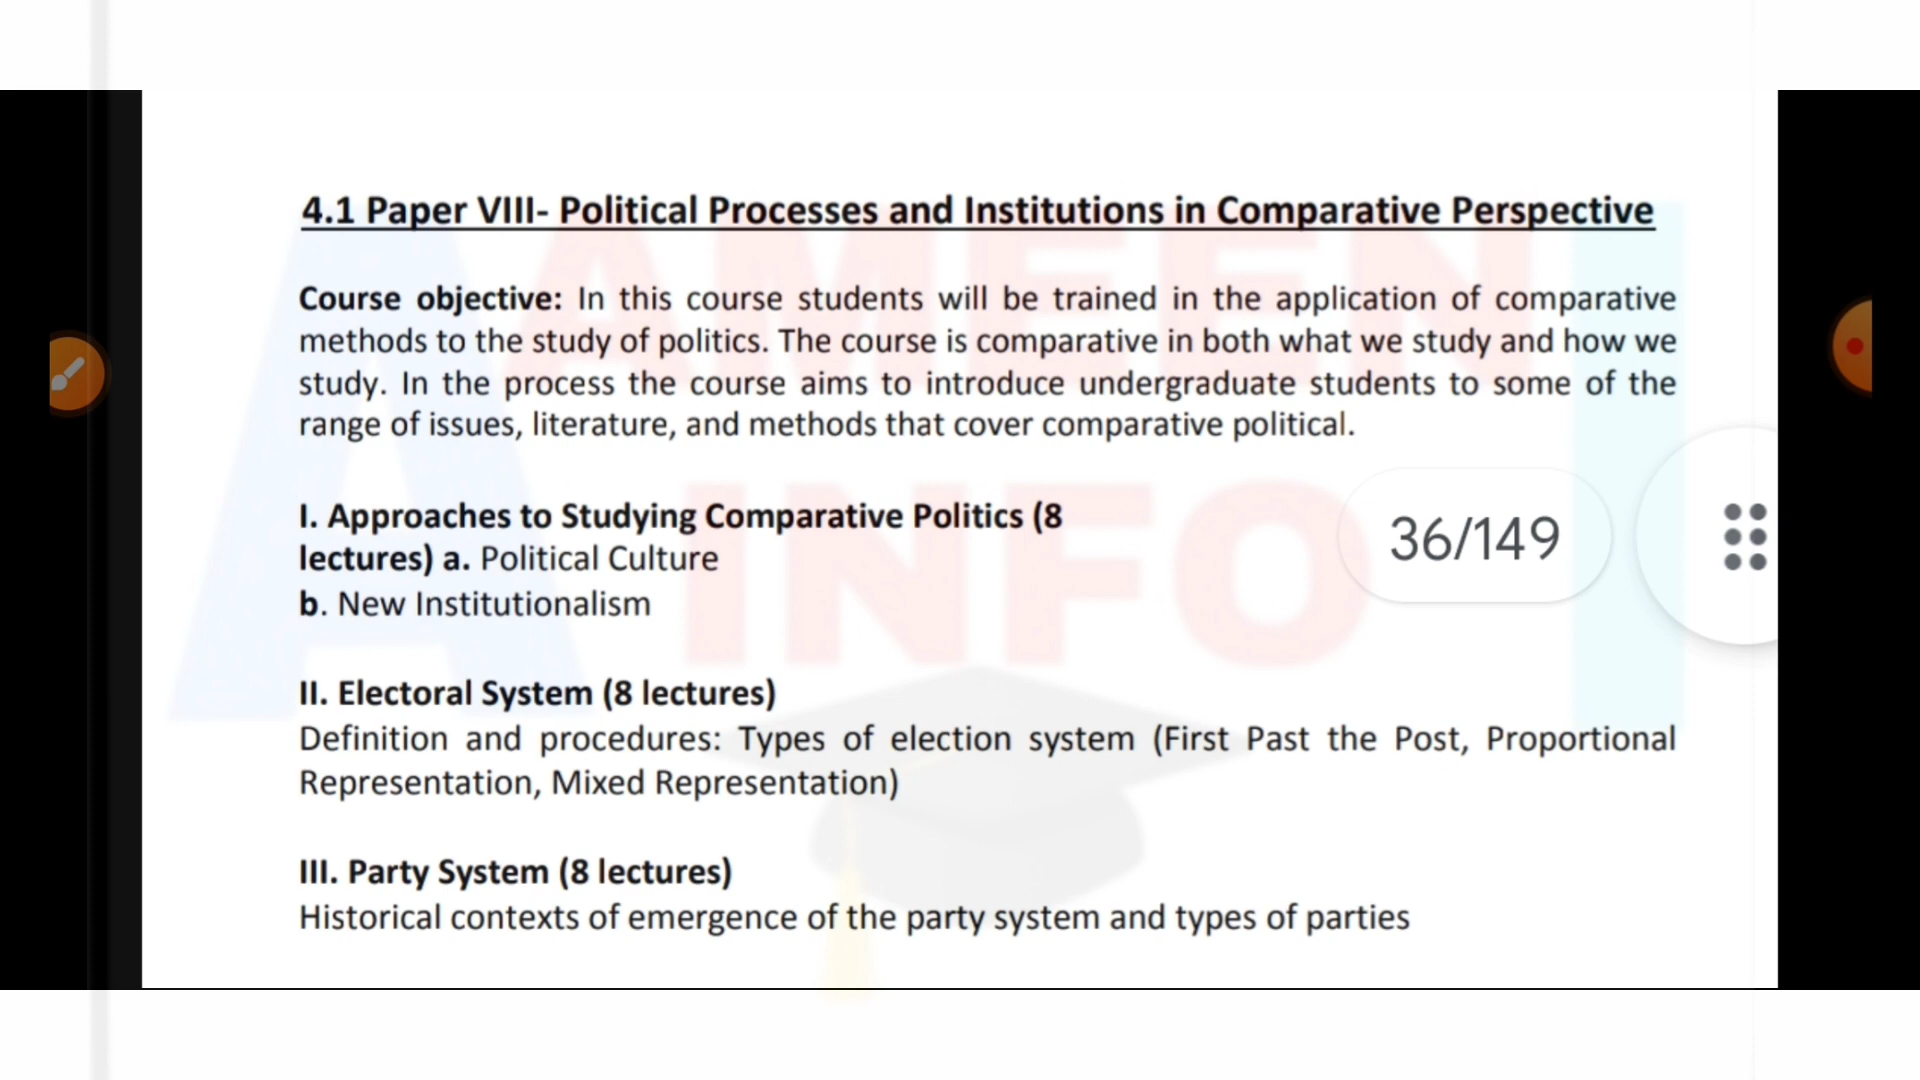 4.1 Paper VIII- Political Processes and Institutions in Comparative Perspective
Course objective: In this course students will be trained in the application of comparative
methods to the study of politics. The course is comparative in both what we study and how we
study. In the process the course aims to introduce undergraduate students to some of the
range of issues, literature, and methods that cover comparative political.
I. Approaches to Studying Comparative Politics (8
lectures) a. Political Culture
b. New Institutionalism
36/149
II. Electoral System (8 lectures)
Definition and procedures: Types of election system (First Past the Post, Proportional
Representation, Mixed Representation)
III. Party System (8 lectures)
Historical contexts of emergence of the party system and types of parties
A AMEEN
INFO